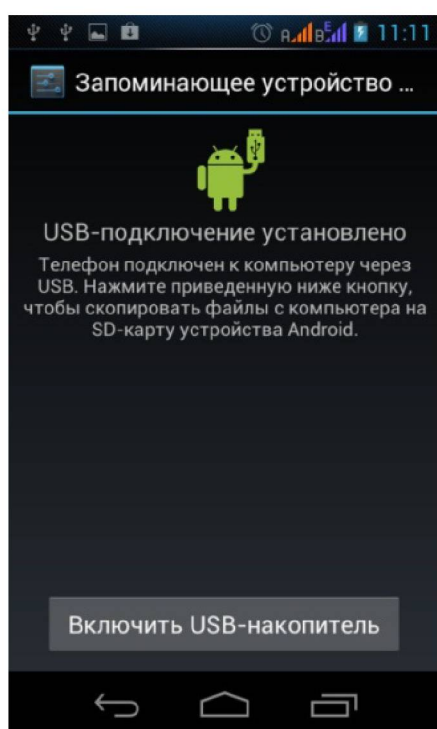 A B E 11:11
Запоминающее устройство ...
USB-подключение установлено
Телефон подключен к компьютеру через
USB. Нажмите приведенную ниже кнопку,
чтобы скопировать файлы с компьютера на
SD-карту устройства Android.
Включить USB-накопитель